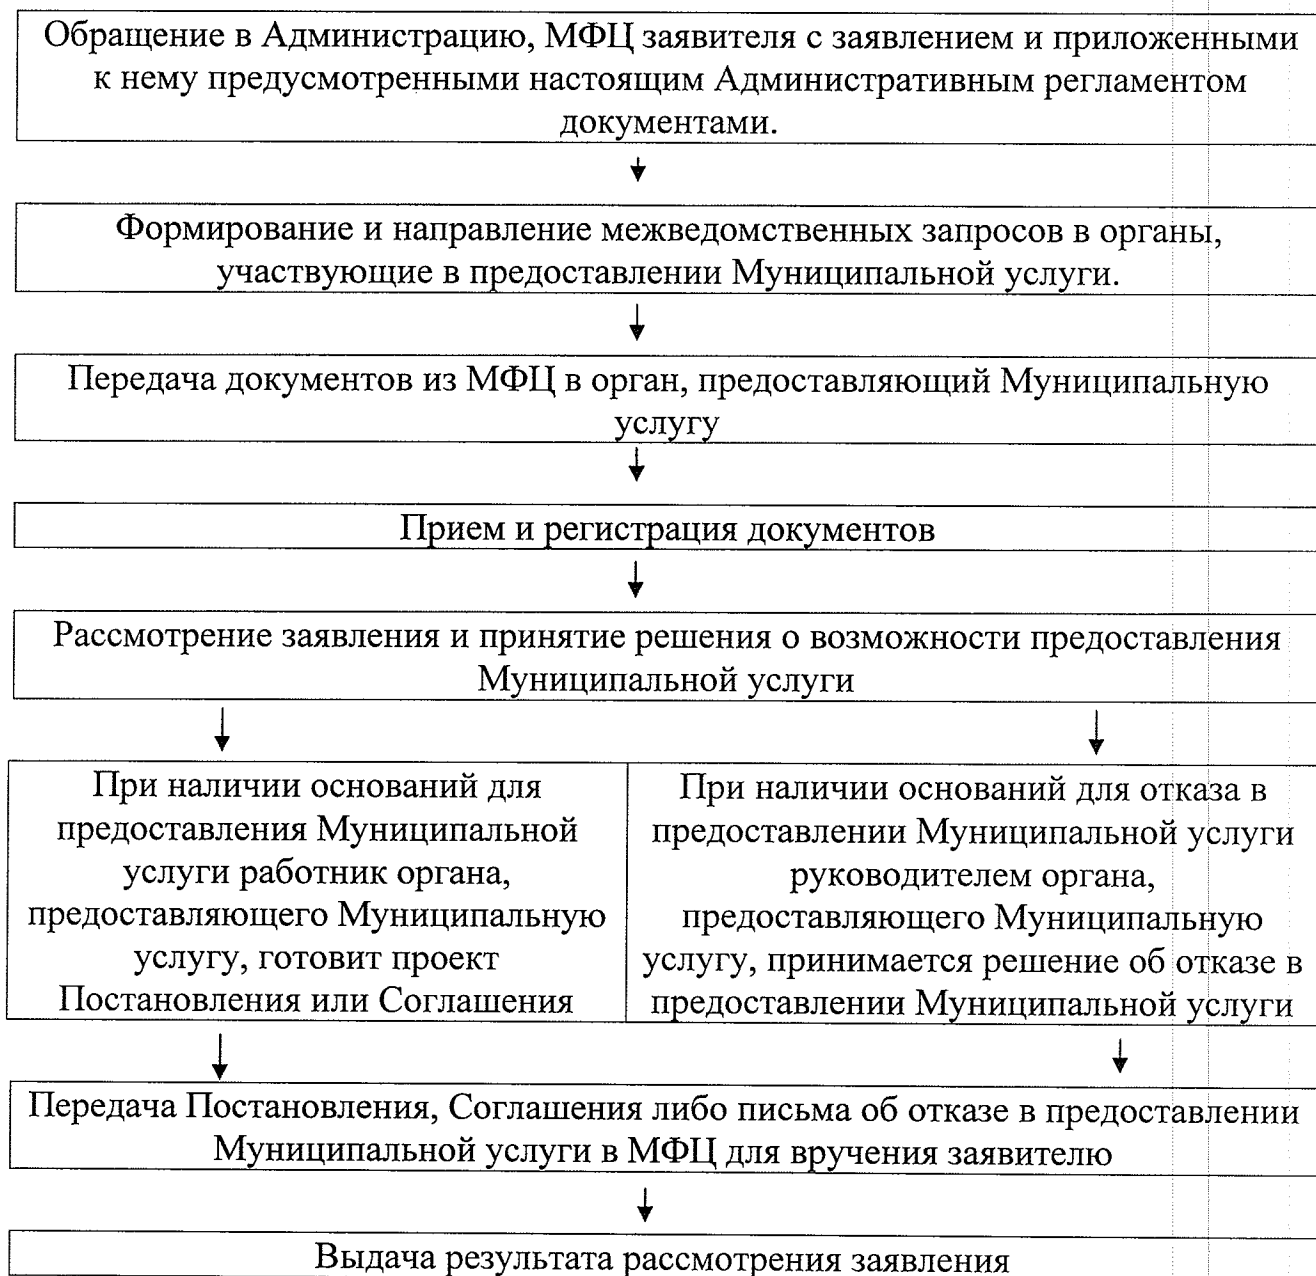 Обращение в Администрацию, МФЦ заявителя с заявлением и приложенными
к нему предусмотренными настоящим Административным регламентом
документами.
Формирование и направление межведомственных запросов в органы,
участвующие в предоставлении Муниципальной услуги.
Передача документов из МФЦ в орган, предоставляющий Муниципальную
услугу
Прием и регистрация документов
Рассмотрение заявления и принятие решения о возможности предоставления
Муниципальной услуги
При наличии оснований для
предоставления Муниципальной
услуги работник органа,
предоставляющего Муниципальную
услугу, готовит проект
Постановления или Соглашения
При наличии оснований для отказа в
предоставлении Муниципальной услуги
руководителем органа,
предоставляющего Муниципальную
услугу, принимается решение об отказе в
предоставлении Муниципальной услуги
Передача Постановления, Соглашения либо письма об отказе в предоставлении
Муниципальной услуги в МФЦ для вручения заявителю
Выдача результата рассмотрения заявления